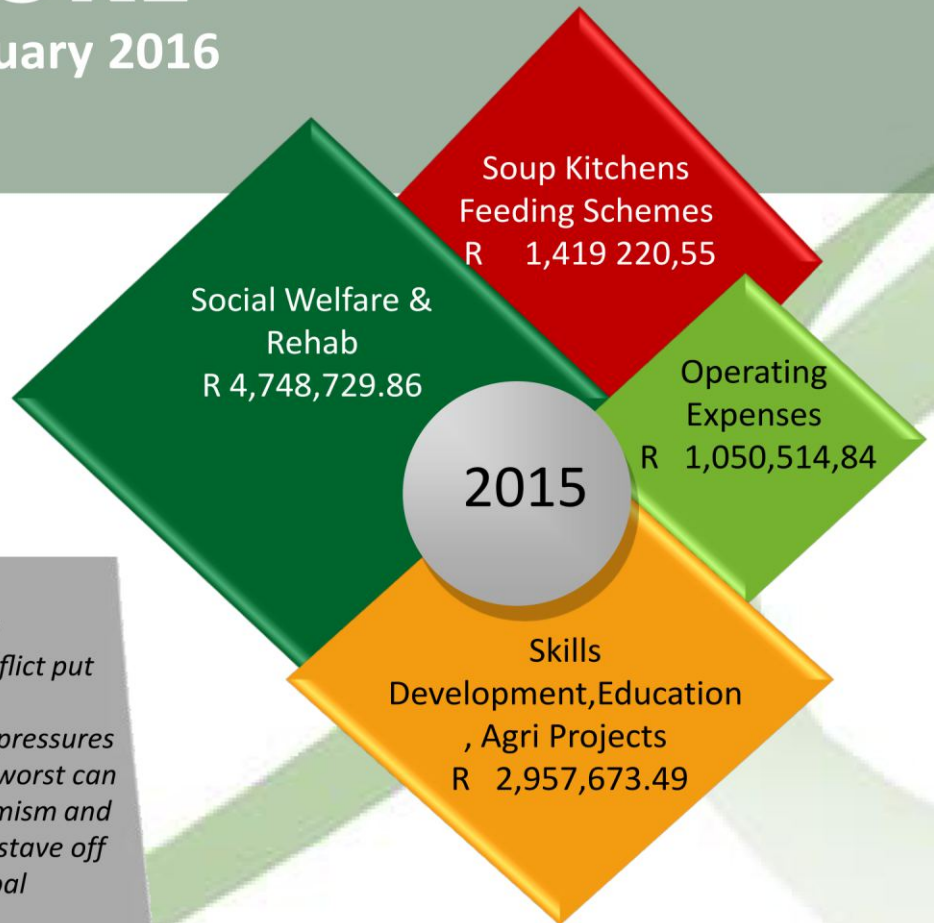 uary 2016
Soup Kitchens
Feeding Schemes
R 1,419 220,55
Social Welfare &
Rehab
R 4,748,729.86
Operating
Expenses
R 1,050,514,84
2015
Skills
Development,Education
, Agri Projects
R 2,957,673.49
flict put
pressures
worst can
mism and
stave off